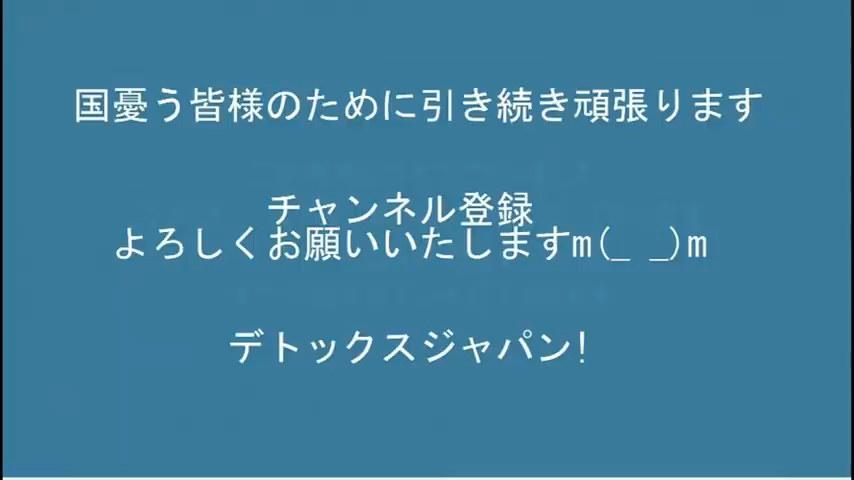 国憂う皆様のために引き続き頑張ります
チャンネル登録
よろしくお願いいたしますm(_ _)m
デトックスジャパン!